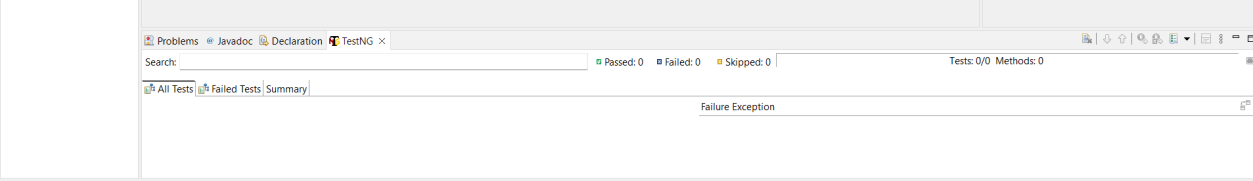 Problems @ Javadoc Declaration TestNG ×
Search: Passed: 0 Failed: 0 Skipped: 0 Tests: 0/0 Methods: 0
All Tests Failed Tests Summary
Failure Exception